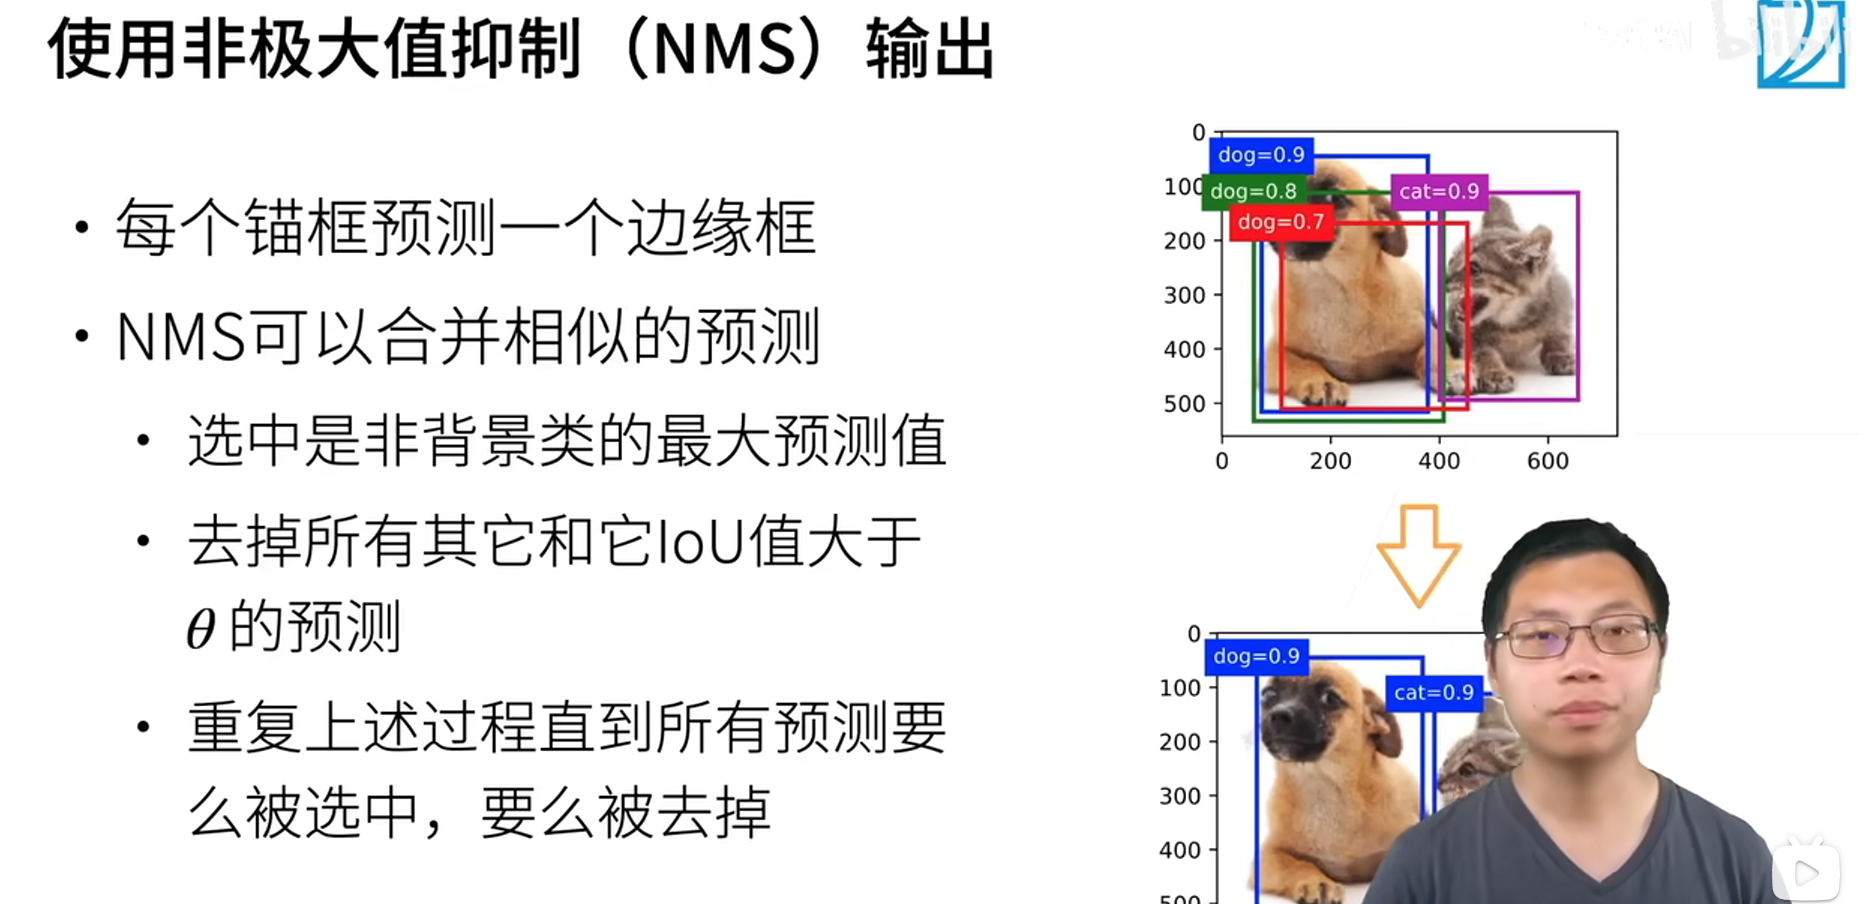 使用非极大值抑制（NMS）输出
bilibili
• 每个锚框预测一个边缘框
• NMS可以合并相似的预测
• 选中是非背景类的最大预测值
• 去掉所有其它和它IoU值大于
θ 的预测
• 重复上述过程直到所有预测要
么被选中，要么被去掉
0
dog=0.9
100
dog=0.8
cat=0.9
dog=0.7
200
300
400
500
0 200 400 600
0
dog=0.9
100
cat=0.9
200
300
400
500